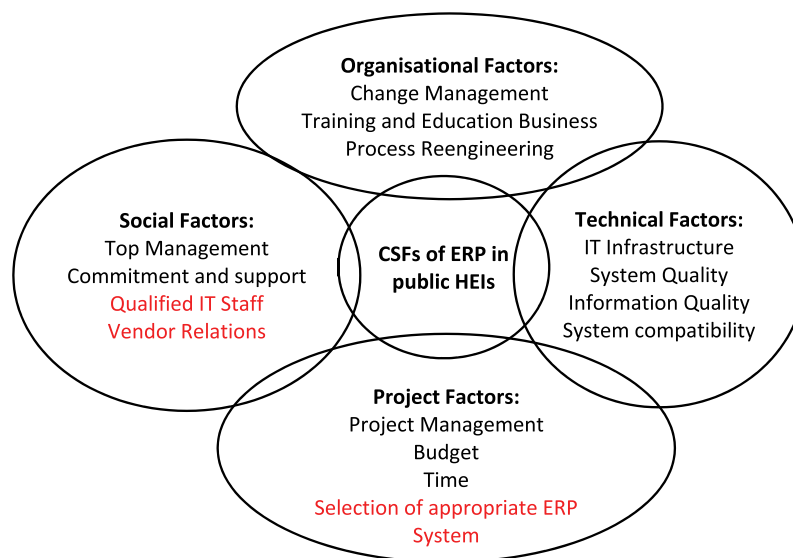 Organisational Factors:
Change Management
Training and Education Business
Process Reengineering
Social Factors:
Top Management
Commitment and support
Qualified IT Staff
Vendor Relations
CSFs of ERP in
public HEIs
Technical Factors:
IT Infrastructure
System Quality
Information Quality
System compatibility
Project Factors:
Project Management
Budget
Time
Selection of appropriate ERP
System